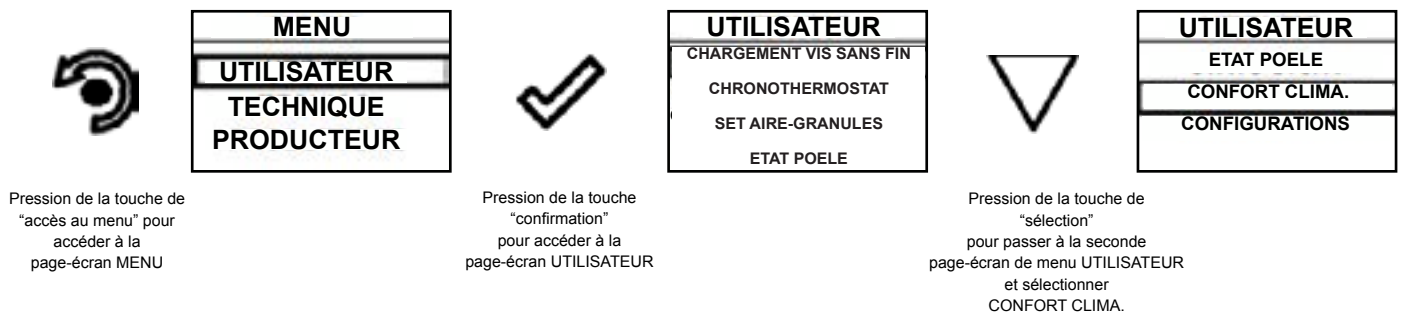 MENU
UTILISATEUR
TECHNIQUE
PRODUCTEUR
Pression de la touche de
“accès au menu” pour
accéder à la
page-écran MENU
UTILISATEUR
CHARGEMENT VIS SANS FIN
CHRONOTHERMOSTAT
SET AIRE-GRANULES
ETAT POELE
Pression de la touche
“confirmation”
pour accéder à la
page-écran UTILISATEUR
UTILISATEUR
ETAT POELE
CONFORT CLIMA.
CONFIGURATIONS
Pression de la touche de
“sélection”
pour passer à la seconde
page-écran de menu UTILISATEUR
et sélectionner
CONFORT CLIMA.